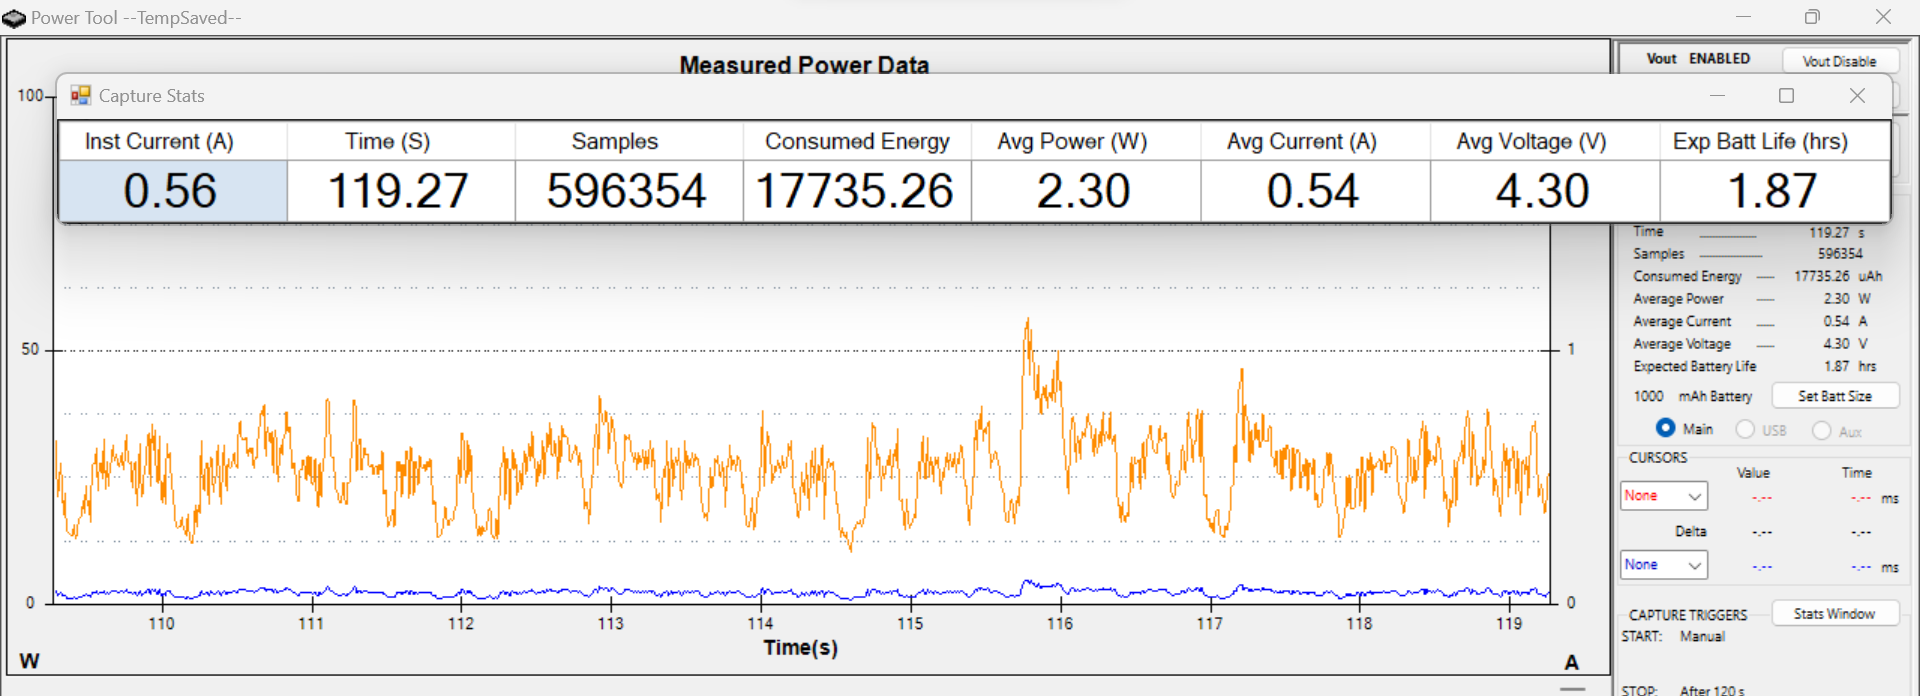 Power Tool --TempSaved--
Measured Power Data
Vout ENABLED Vout Disable
100
Capture Stats
Inst Current (A) Time (S) Samples Consumed Energy Avg Power (W) Avg Current (A) Avg Voltage (V) Exp Batt Life (hrs)
0.56 119.27 596354 17735.26 2.30 0.54 4.30 1.87
Time 119.27 s
Samples 596354
Consumed Energy 17735.26 uAh
Average Power 2.30 W
Average Current 0.54 A
Average Voltage 4.30 V
Expected Battery Life 1.87 hrs
1000 mAh Battery Set Batt Size
Main USB Aux
CURSORS
Value Time
None -.-- -.-- ms
Delta -.-- -.--
None -.-- -.-- ms
CAPTURE TRIGGERS Stats Window
START: Manual
STOP: After 120 s
50 1
0 0
110 111 112 113 114 115 116 117 118 119
Time(s)
W A